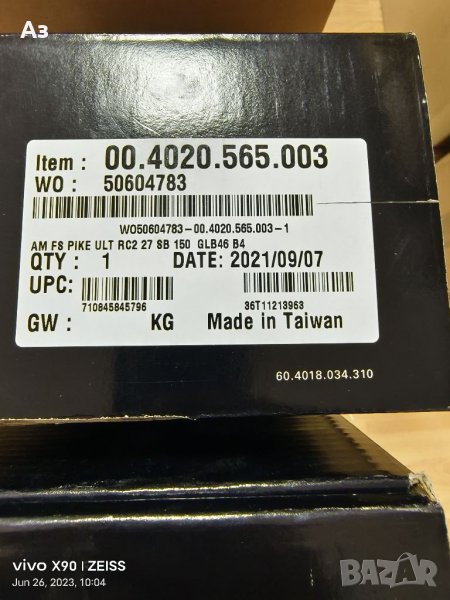 Аз
Item : 00.4020.565.003
WO : 50604783
WO50604783-00.4020.565.003-1
AM FS PIKE ULT RC2 27 SB 150 GLB46 B4
QTY : 1 DATE: 2021/09/07
UPC:
710845845796 36T11213963
GW : KG Made in Taiwan
60.4018.034.310
vivo X90 | ZEISS
Jun 26, 2023, 10:04
BAZAR